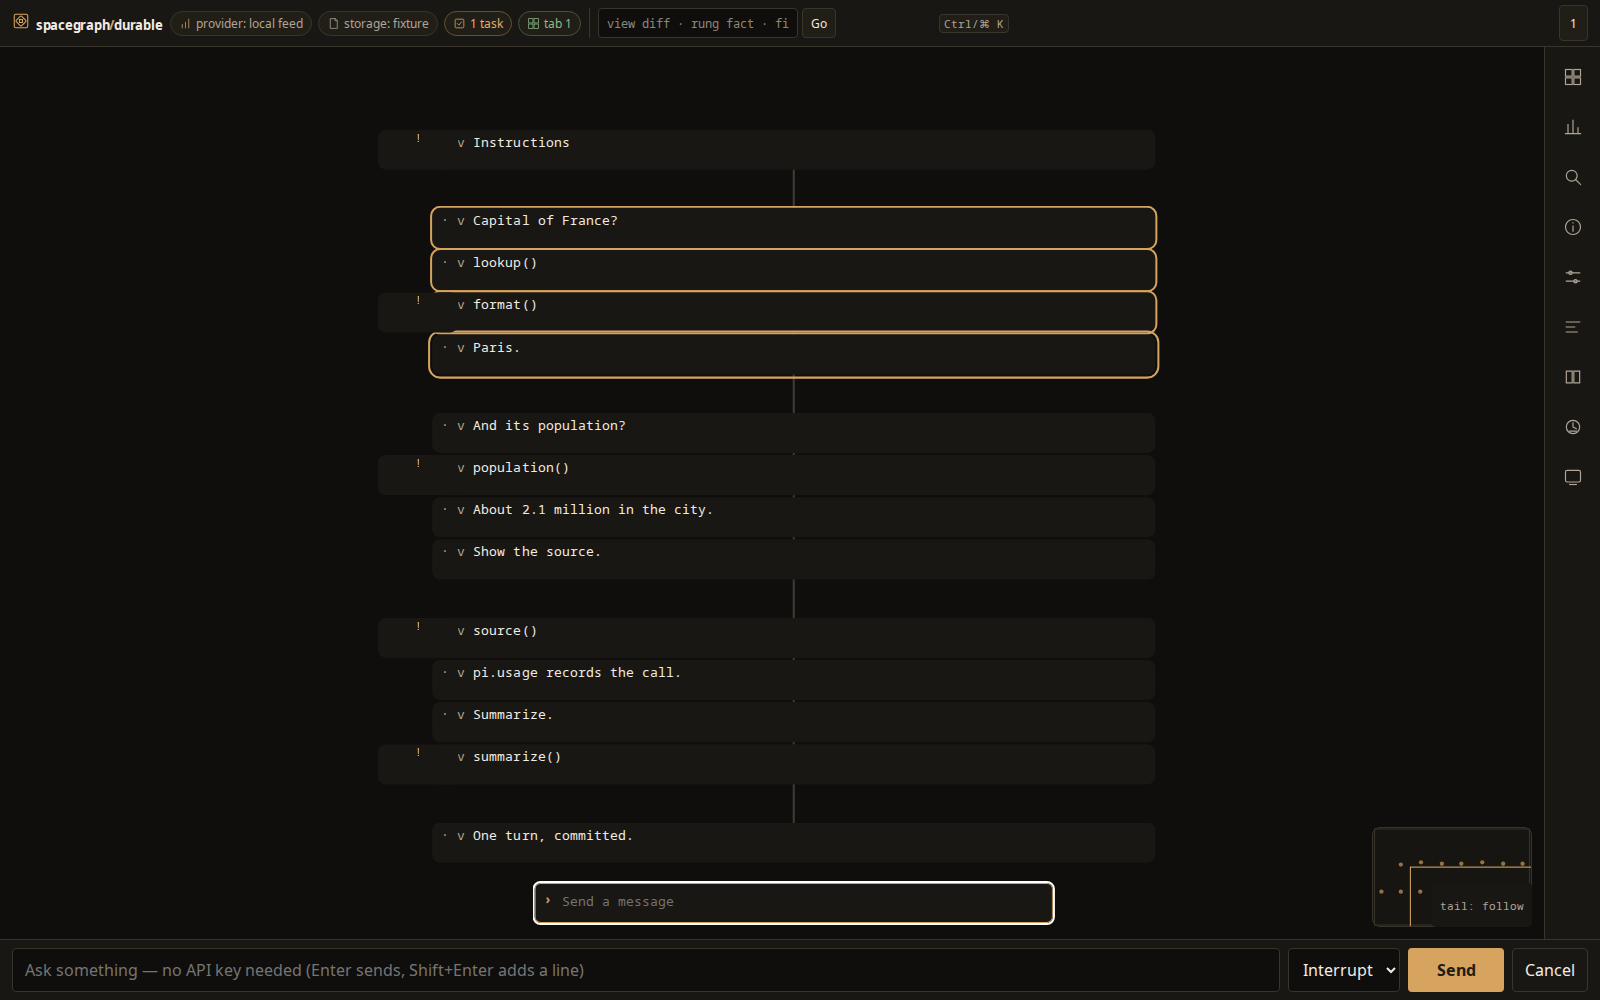 spacegraph/durable provider: local feed storage: fixture 1 task tab 1 view diff · rung fact · fi Go Ctrl/⌘ K 1
! v Instructions
· v Capital of France?
· v lookup()
! v format()
· v Paris.
· v And its population?
! v population()
· v About 2.1 million in the city.
· v Show the source.
! v source()
· v pi.usage records the call.
· v Summarize.
! v summarize()
· v One turn, committed.
› Send a message
tail: follow
Ask something — no API key needed (Enter sends, Shift+Enter adds a line) Interrupt Send Cancel